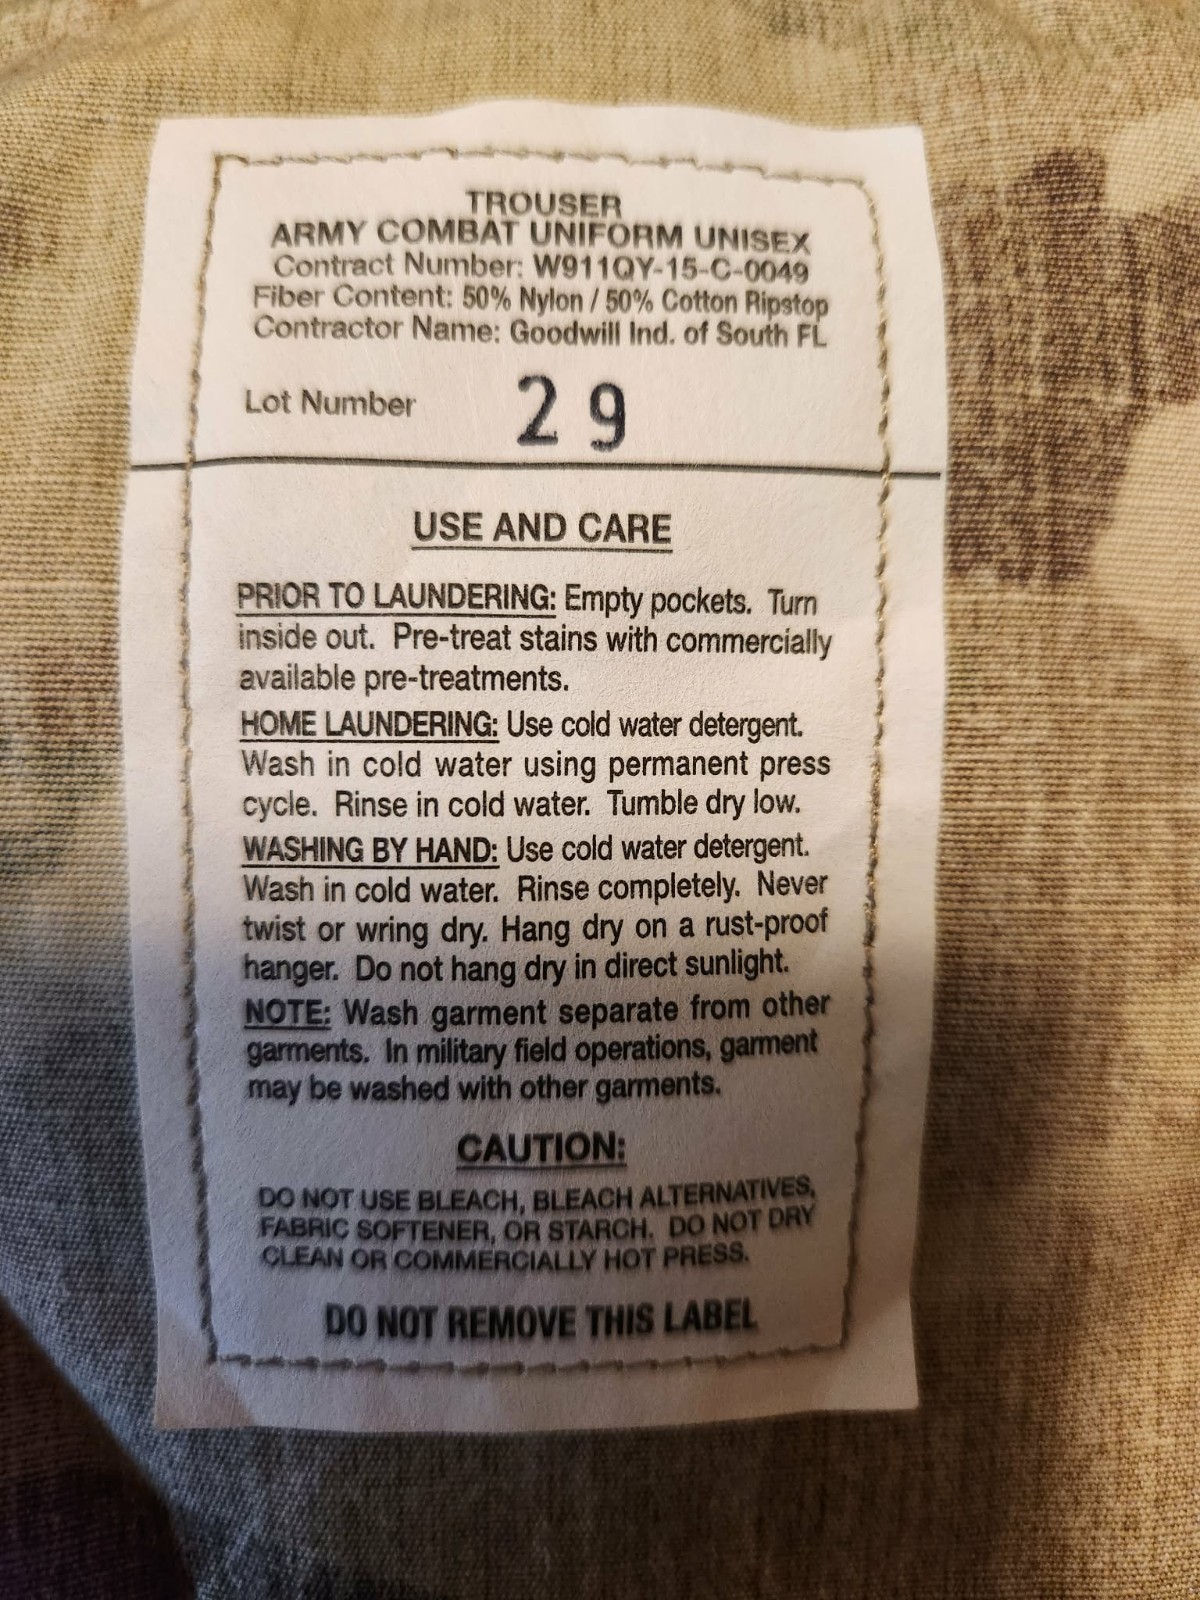 TROUSER
ARMY COMBAT UNIFORM UNISEX
Contract Number: W911QY-15-C-0049
Fiber Content: 50% Nylon / 50% Cotton Ripstop
Contractor Name: Goodwill Ind. of South FL
Lot Number 29
USE AND CARE
PRIOR TO LAUNDERING: Empty pockets. Turn
inside out. Pre-treat stains with commercially
available pre-treatments.
HOME LAUNDERING: Use cold water detergent.
Wash in cold water using permanent press
cycle. Rinse in cold water. Tumble dry low.
WASHING BY HAND: Use cold water detergent.
Wash in cold water. Rinse completely. Never
twist or wring dry. Hang dry on a rust-proof
hanger. Do not hang dry in direct sunlight.
NOTE: Wash garment separate from other
garments. In military field operations, garment
may be washed with other garments.
CAUTION:
DO NOT USE BLEACH, BLEACH ALTERNATIVES,
FABRIC SOFTENER, OR STARCH. DO NOT DRY
CLEAN OR COMMERCIALLY HOT PRESS.
DO NOT REMOVE THIS LABEL